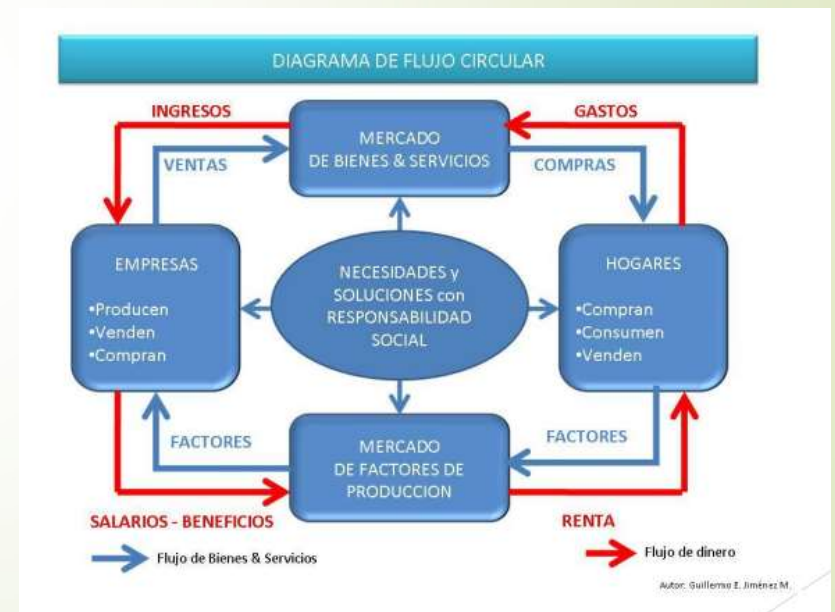 DIAGRAMA DE FLUJO CIRCULAR
INGRESOS
GASTOS
MERCADO
DE BIENES & SERVICIOS
VENTAS
COMPRAS
EMPRESAS
•Producen
•Venden
•Compran
NECESIDADES y
SOLUCIONES con
RESPONSABILIDAD
SOCIAL
HOGARES
•Compran
•Consumen
•Venden
FACTORES
MERCADO
DE FACTORES DE
PRODUCCION
FACTORES
SALARIOS - BENEFICIOS
RENTA
Flujo de Bienes & Servicios
Flujo de dinero
Autor: Guillermo E. Jiménez M.